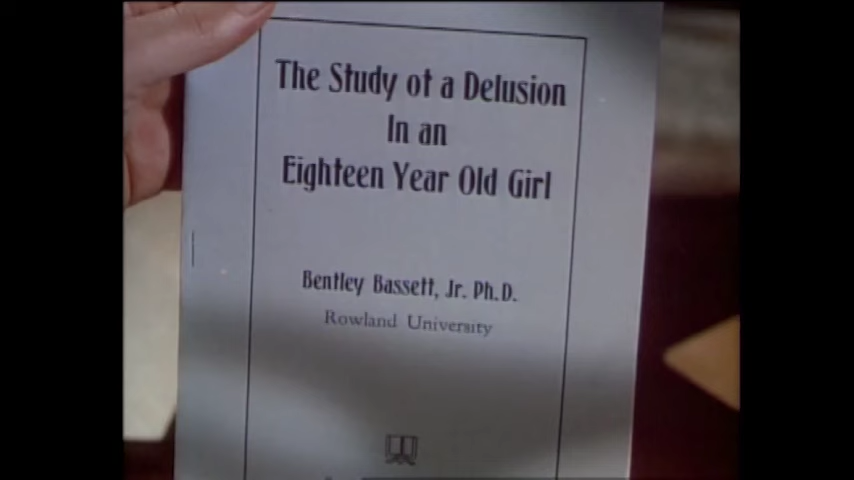 The Study of a Delusion
In an
Eighteen Year Old Girl
Bentley Bassett, Jr. Ph.D.
Rowland University